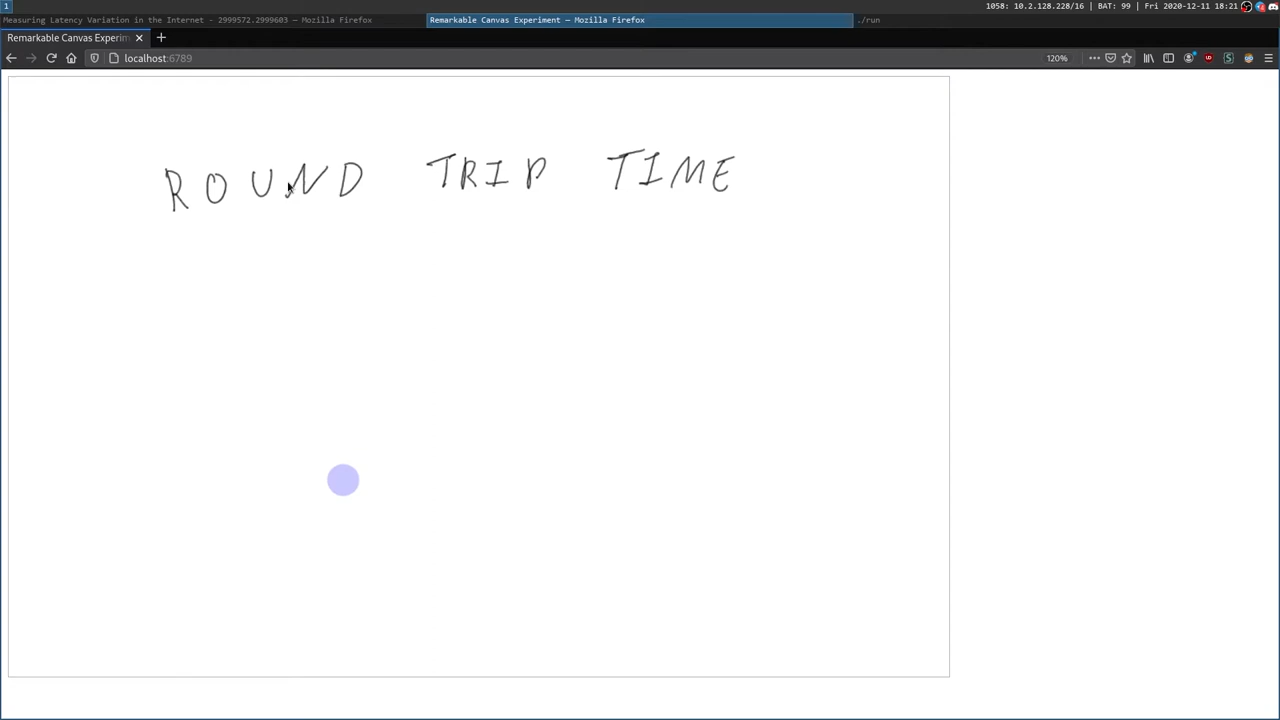 1
1058: 10.2.128.228/16 | BAT: 99 | Fri 2020-12-11 18:21
Measuring Latency Variation in the Internet - 2999572.2999603 — Mozilla Firefox
Remarkable Canvas Experiment — Mozilla Firefox
./run
Remarkable Canvas Experim
localhost:6789
120%
ROUND TRIP TIME